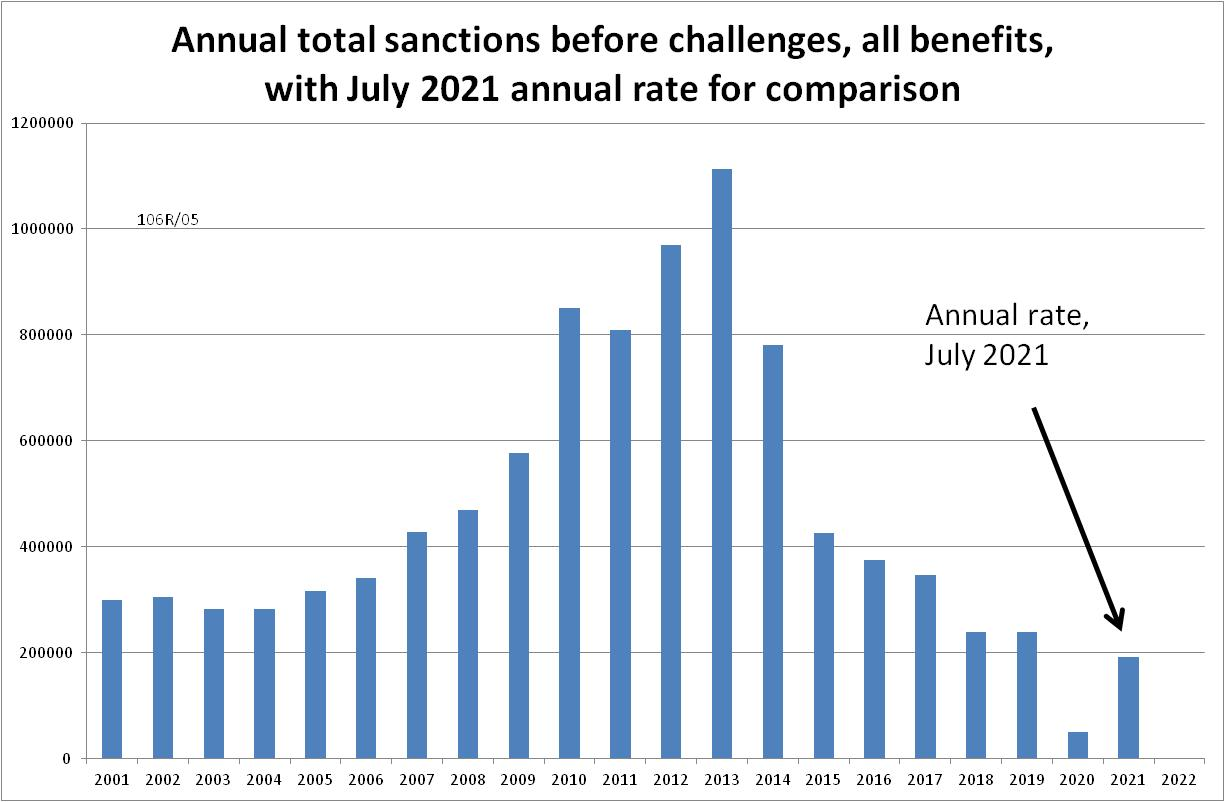 Annual total sanctions before challenges, all benefits,
with July 2021 annual rate for comparison
1200000
106R/05
1000000
Annual rate,
July 2021
800000
600000
400000
200000
0
2001 2002 2003 2004 2005 2006 2007 2008 2009 2010 2011 2012 2013 2014 2015 2016 2017 2018 2019 2020 2021 2022